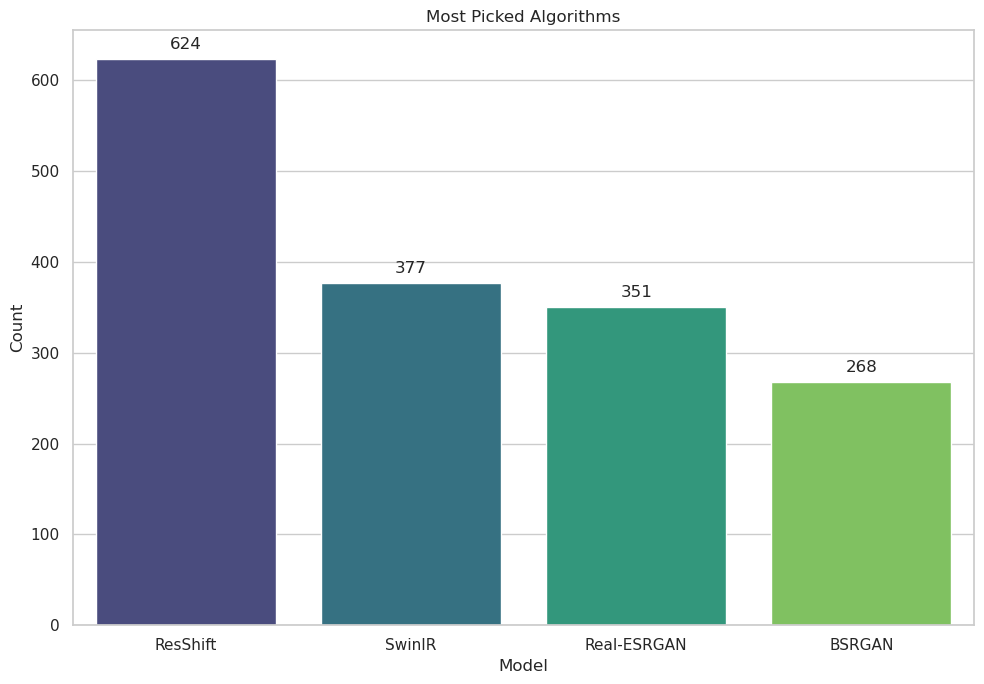 Most Picked Algorithms
624
600
500
400
377
351
300
268
200
100
0
Count
ResShift SwinIR Real-ESRGAN BSRGAN
Model